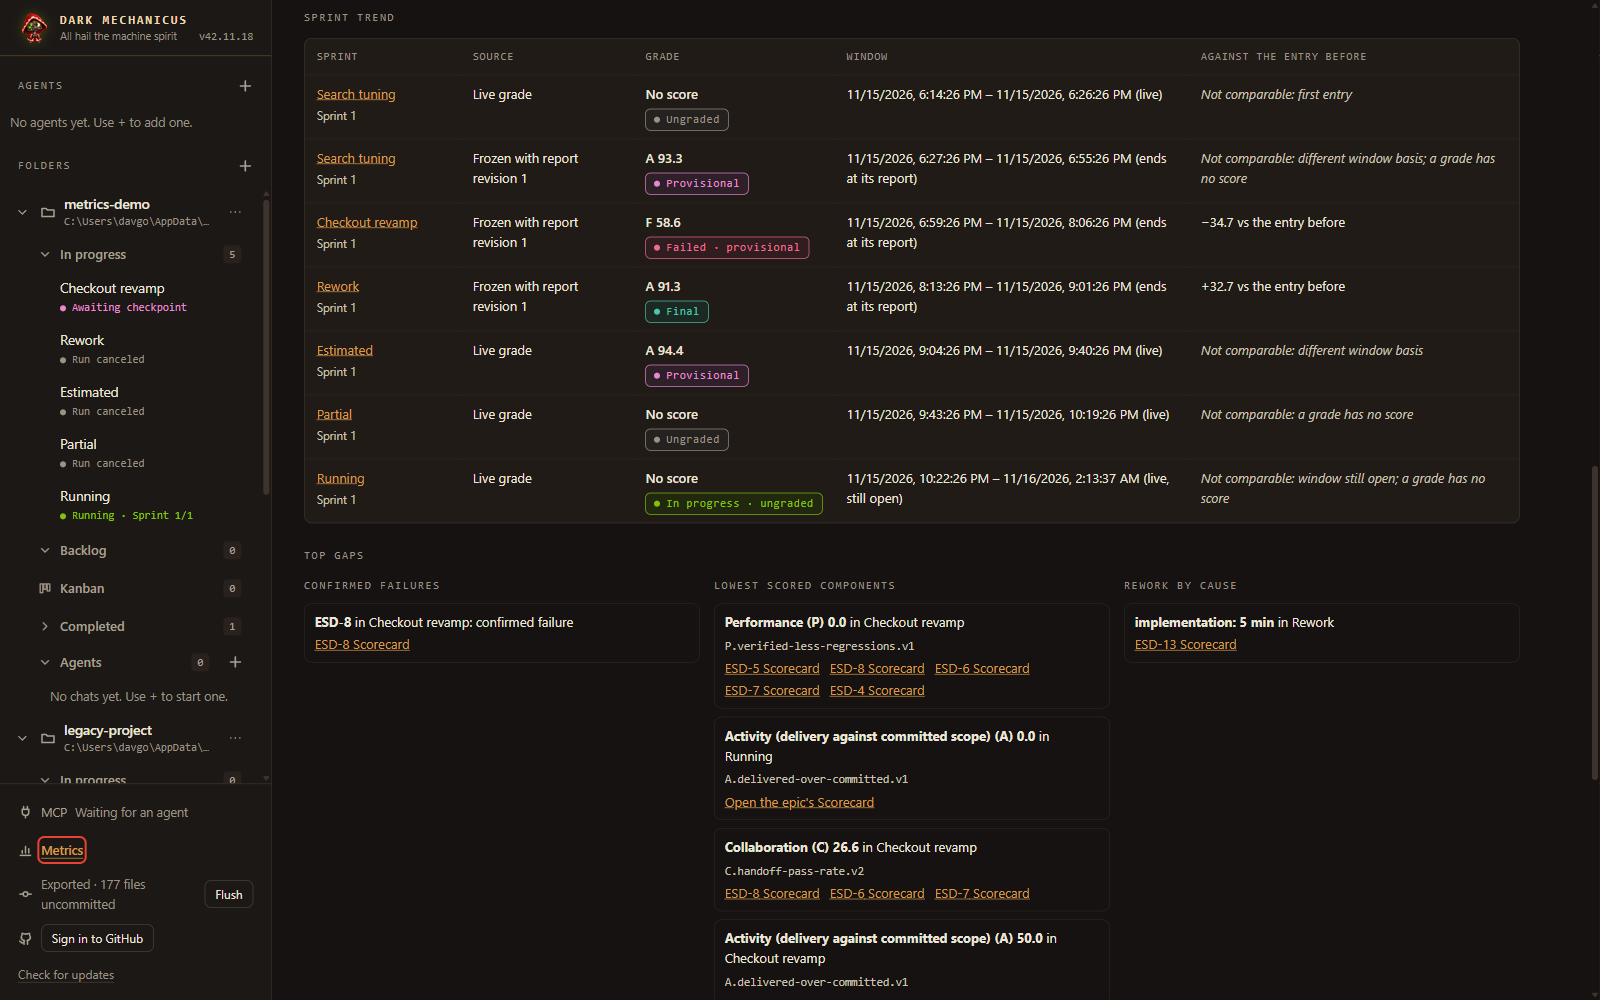 DARK MECHANICUS
All hail the machine spirit v42.11.18
AGENTS
No agents yet. Use + to add one.
FOLDERS
metrics-demo
C:\Users\davgo\AppData\...
In progress 5
Checkout revamp
Awaiting checkpoint
Rework
Run canceled
Estimated
Run canceled
Partial
Run canceled
Running
Running · Sprint 1/1
Backlog 0
Kanban 0
Completed 1
Agents 0
No chats yet. Use + to start one.
legacy-project
C:\Users\davgo\AppData\...
In progress 0
MCP Waiting for an agent
Metrics
Exported · 177 files
uncommitted
Flush
Sign in to GitHub
Check for updates
SPRINT TREND
SPRINT SOURCE GRADE WINDOW AGAINST THE ENTRY BEFORE
Search tuning Live grade No score 11/15/2026, 6:14:26 PM – 11/15/2026, 6:26:26 PM (live) Not comparable: first entry
Sprint 1 Ungraded
Search tuning Frozen with report A 93.3 11/15/2026, 6:27:26 PM – 11/15/2026, 6:55:26 PM (ends Not comparable: different window basis; a grade has
Sprint 1 revision 1 Provisional at its report) no score
Checkout revamp Frozen with report F 58.6 11/15/2026, 6:59:26 PM – 11/15/2026, 8:06:26 PM (ends −34.7 vs the entry before
Sprint 1 revision 1 Failed · provisional at its report)
Rework Frozen with report A 91.3 11/15/2026, 8:13:26 PM – 11/15/2026, 9:01:26 PM (ends +32.7 vs the entry before
Sprint 1 revision 1 Final at its report)
Estimated Live grade A 94.4 11/15/2026, 9:04:26 PM – 11/15/2026, 9:40:26 PM (live) Not comparable: different window basis
Sprint 1 Provisional
Partial Live grade No score 11/15/2026, 9:43:26 PM – 11/15/2026, 10:19:26 PM (live) Not comparable: a grade has no score
Sprint 1 Ungraded
Running Live grade No score 11/15/2026, 10:22:26 PM – 11/16/2026, 2:13:37 AM (live, Not comparable: window still open; a grade has no
Sprint 1 In progress · ungraded still open) score
TOP GAPS
CONFIRMED FAILURES
ESD-8 in Checkout revamp: confirmed failure
ESD-8 Scorecard
LOWEST SCORED COMPONENTS
Performance (P) 0.0 in Checkout revamp
P.verified-less-regressions.v1
ESD-5 Scorecard ESD-8 Scorecard ESD-6 Scorecard
ESD-7 Scorecard ESD-4 Scorecard
Activity (delivery against committed scope) (A) 0.0 in
Running
A.delivered-over-committed.v1
Open the epic's Scorecard
Collaboration (C) 26.6 in Checkout revamp
C.handoff-pass-rate.v2
ESD-8 Scorecard ESD-6 Scorecard ESD-7 Scorecard
Activity (delivery against committed scope) (A) 50.0 in
Checkout revamp
A.delivered-over-committed.v1
REWORK BY CAUSE
implementation: 5 min in Rework
ESD-13 Scorecard